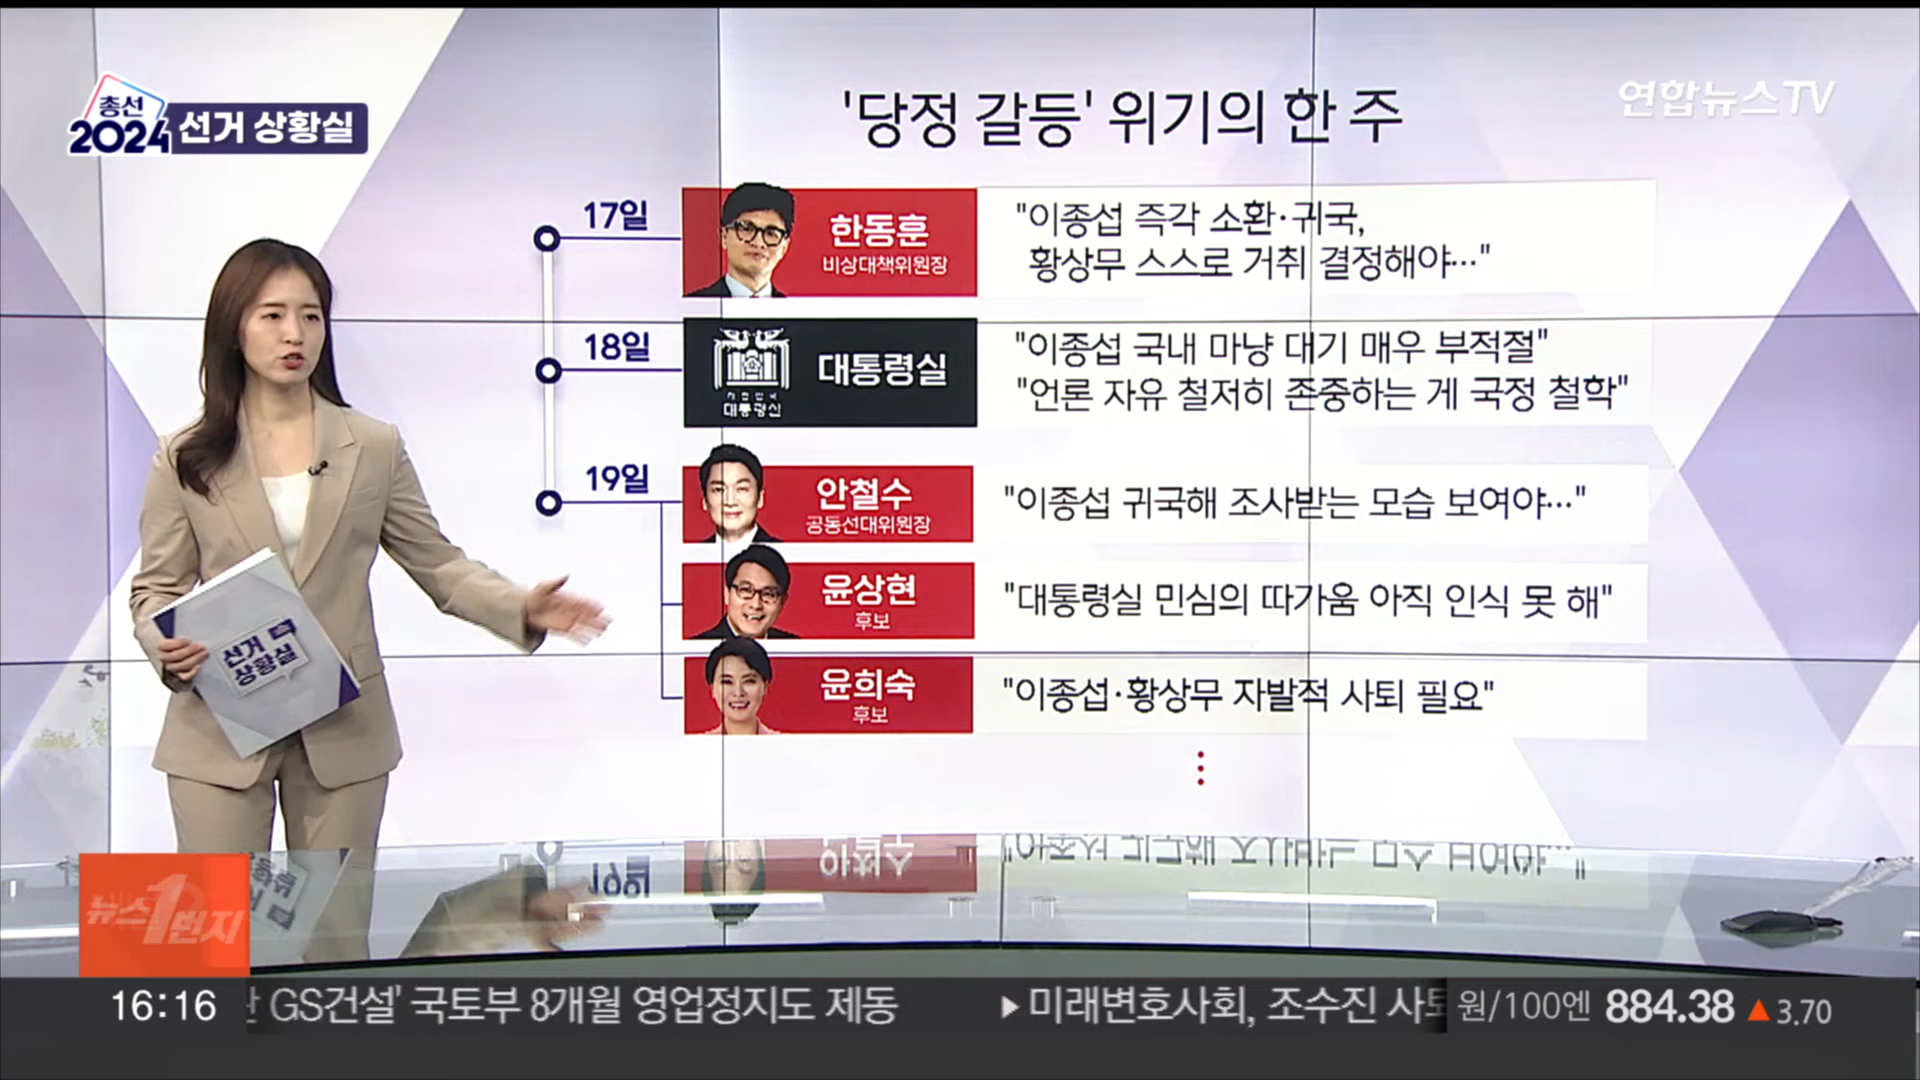 총선
2024 선거 상황실
'당정 갈등' 위기의 한 주
연합뉴스TV
17일
한동훈
비상대책위원장
"이종섭 즉각 소환·귀국,
황상무 스스로 거취 결정해야…"
18일
대통령실
대통령실
"이종섭 국내 마냥 대기 매우 부적절"
"언론 자유 철저히 존중하는 게 국정 철학"
19일
안철수
공동선대위원장
"이종섭 귀국해 조사받는 모습 보여야…"
윤상현
후보
"대통령실 민심의 따가움 아직 인식 못 해"
윤희숙
후보
"이종섭·황상무 자발적 사퇴 필요"
선거
상황실
뉴스1번지
16:16
GS건설' 국토부 8개월 영업정지도 제동
▶미래변호사회, 조수진
원/100엔 884.38 ▲3.70